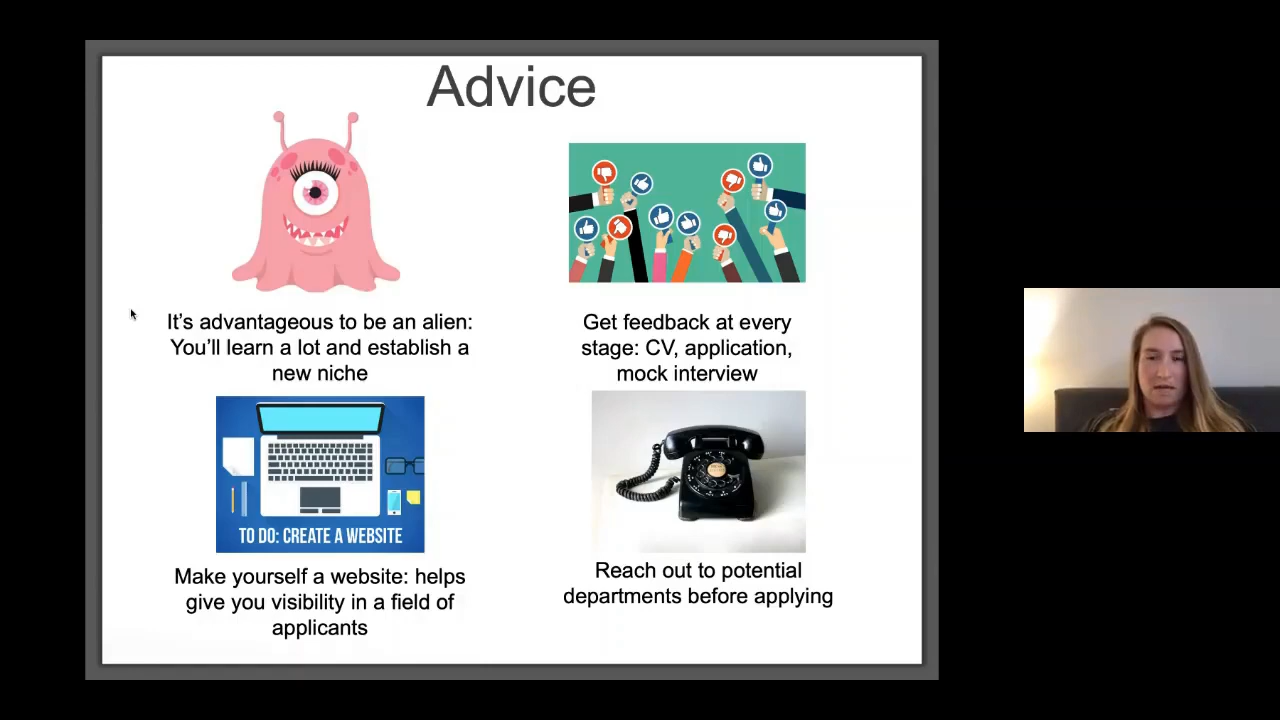 Advice
It's advantageous to be an alien:
You'll learn a lot and establish a
new niche
Get feedback at every
stage: CV, application,
mock interview
TO DO: CREATE A WEBSITE
Make yourself a website: helps
give you visibility in a field of
applicants
Reach out to potential
departments before applying